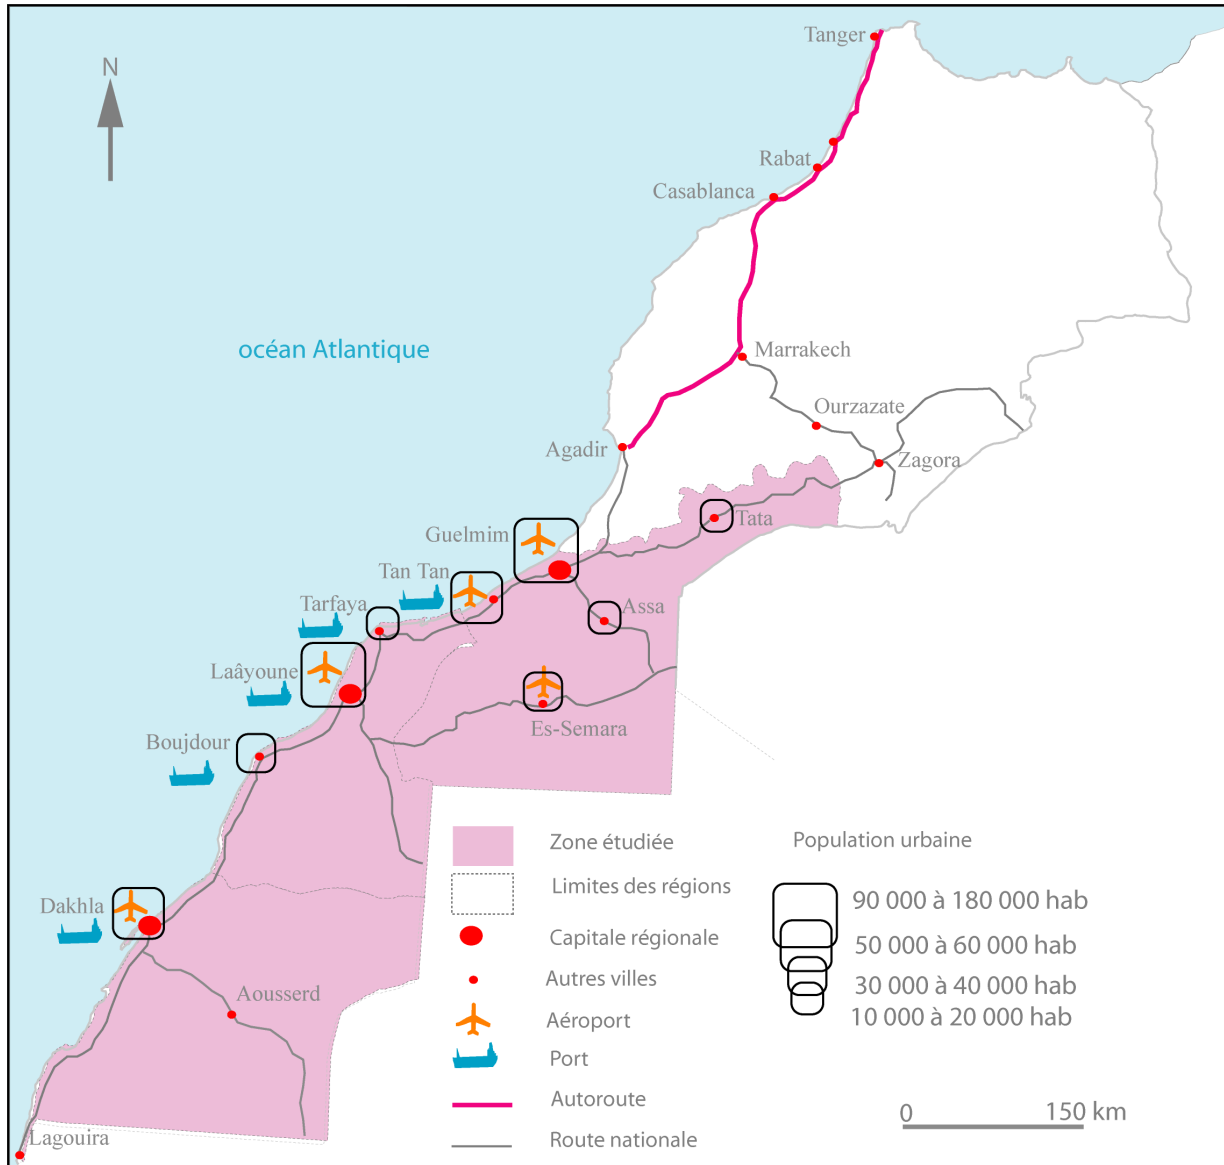 Tanger
N
Rabat
Casablanca
océan Atlantique
Marrakech
Ourzazate
Agadir
Zagora
Guelmim
Tata
Tan Tan
Tarfaya
Assa
Laâyoune
Es-Semara
Boujdour
Dakhla
Aousserd
Lagouira
Zone étudiée
Limites des régions
Capitale régionale
Autres villes
Aéroport
Port
Autoroute
Route nationale
Population urbaine
90 000 à 180 000 hab
50 000 à 60 000 hab
30 000 à 40 000 hab
10 000 à 20 000 hab
0 150 km